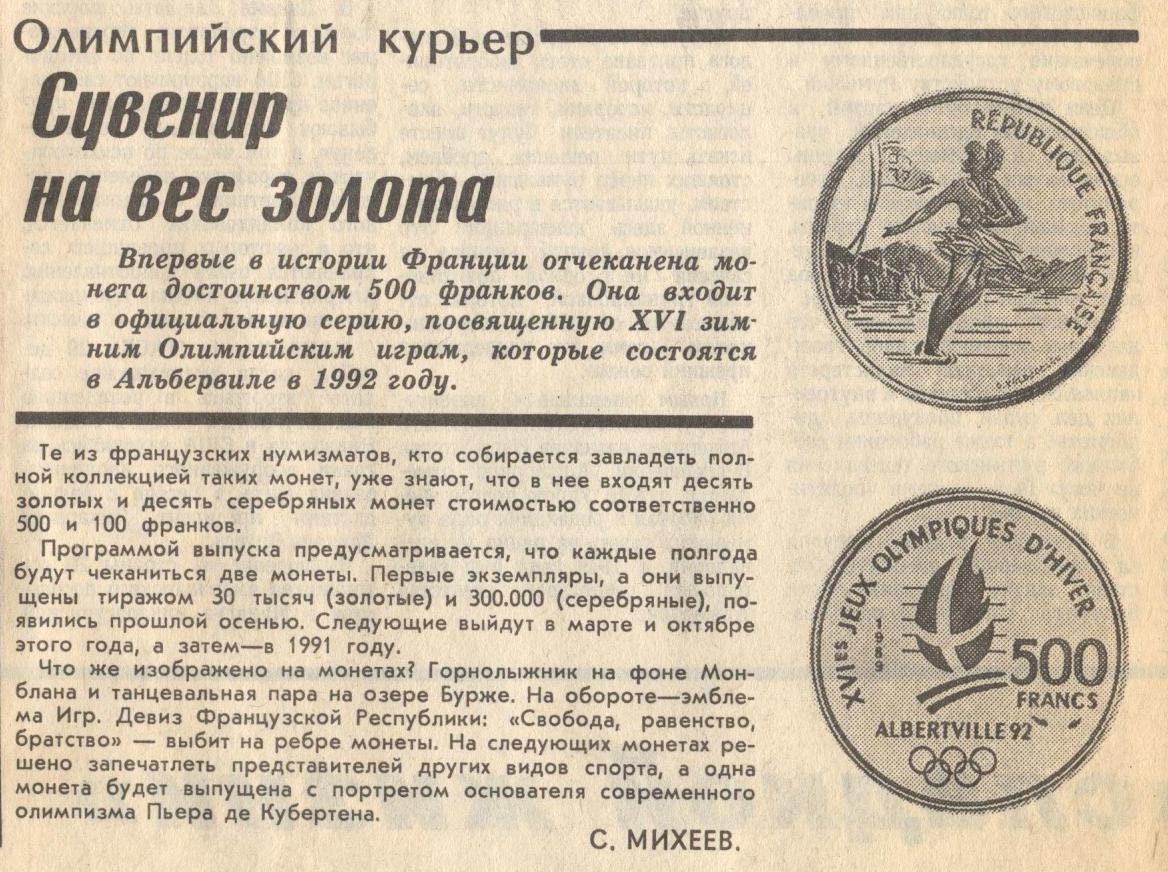 Олимпийский курьер
Сувенир
на вес золота
Впервые в истории Франции отчеканена мо-
нета достоинством 500 франков. Она входит
в официальную серию, посвященную XVI зим-
ним Олимпийским играм, которые состоятся
в Альбервиле в 1992 году.
Те из французских нумизматов, кто собирается завладеть пол-
ной коллекцией таких монет, уже знают, что в нее входят десять
золотых и десять серебряных монет стоимостью соответственно
500 и 100 франков.
Программой выпуска предусматривается, что каждые полгода
будут чеканиться две монеты. Первые экземпляры, а они выпу-
щены тиражом 30 тысяч (золотые) и 300.000 (серебряные), по-
явились прошлой осенью. Следующие выйдут в марте и октябре
этого года, а затем—в 1991 году.
Что же изображено на монетах? Горнолыжник на фоне Мон-
блана и танцевальная пара на озере Бурже. На обороте—эмбле-
ма Игр. Девиз Французской Республики: «Свобода, равенство,
братство» — выбит на ребре монеты. На следующих монетах ре-
шено запечатлеть представителей других видов спорта, а одна
монета будет выпущена с портретом основателя современного
олимпизма Пьера де Кубертена.
С. МИХЕЕВ.
RÉPUBLIQUE FRANÇAISE
XVIes JEUX OLYMPIQUES D'HIVER
1989
500
FRANCS
ALBERTVILLE 92